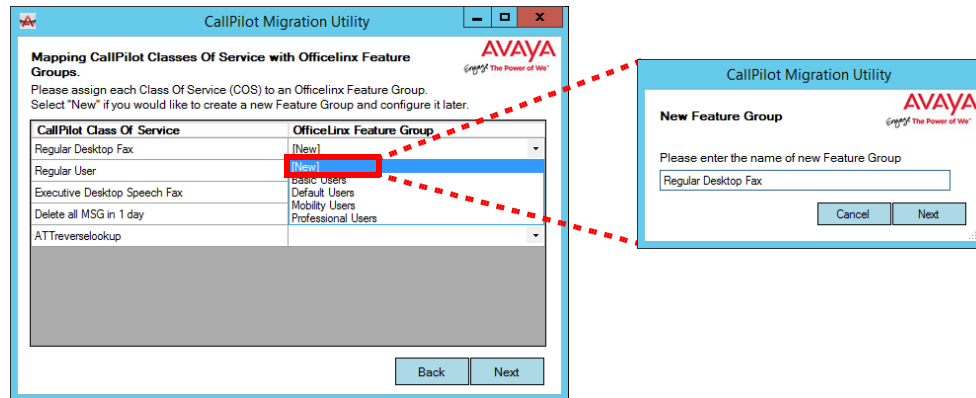 CallPilot Migration Utility
Mapping CallPilot Classes Of Service with Officelinx Feature
Groups.
AVAYA
Engage The Power of We™
Please assign each Class Of Service (COS) to an Officelinx Feature Group.
Select "New" if you would like to create a new Feature Group and configure it later.
CallPilot Class Of Service OfficeLinx Feature Group
Regular Desktop Fax [New]
[New]
Regular User
Basic Users
Executive Desktop Speech Fax Default Users
Mobility Users
Delete all MSG in 1 day
Professional Users
ATTreverselookup
Back Next
CallPilot Migration Utility
New Feature Group
AVAYA
Engage The Power of We™
Please enter the name of new Feature Group
Regular Desktop Fax
Cancel Next